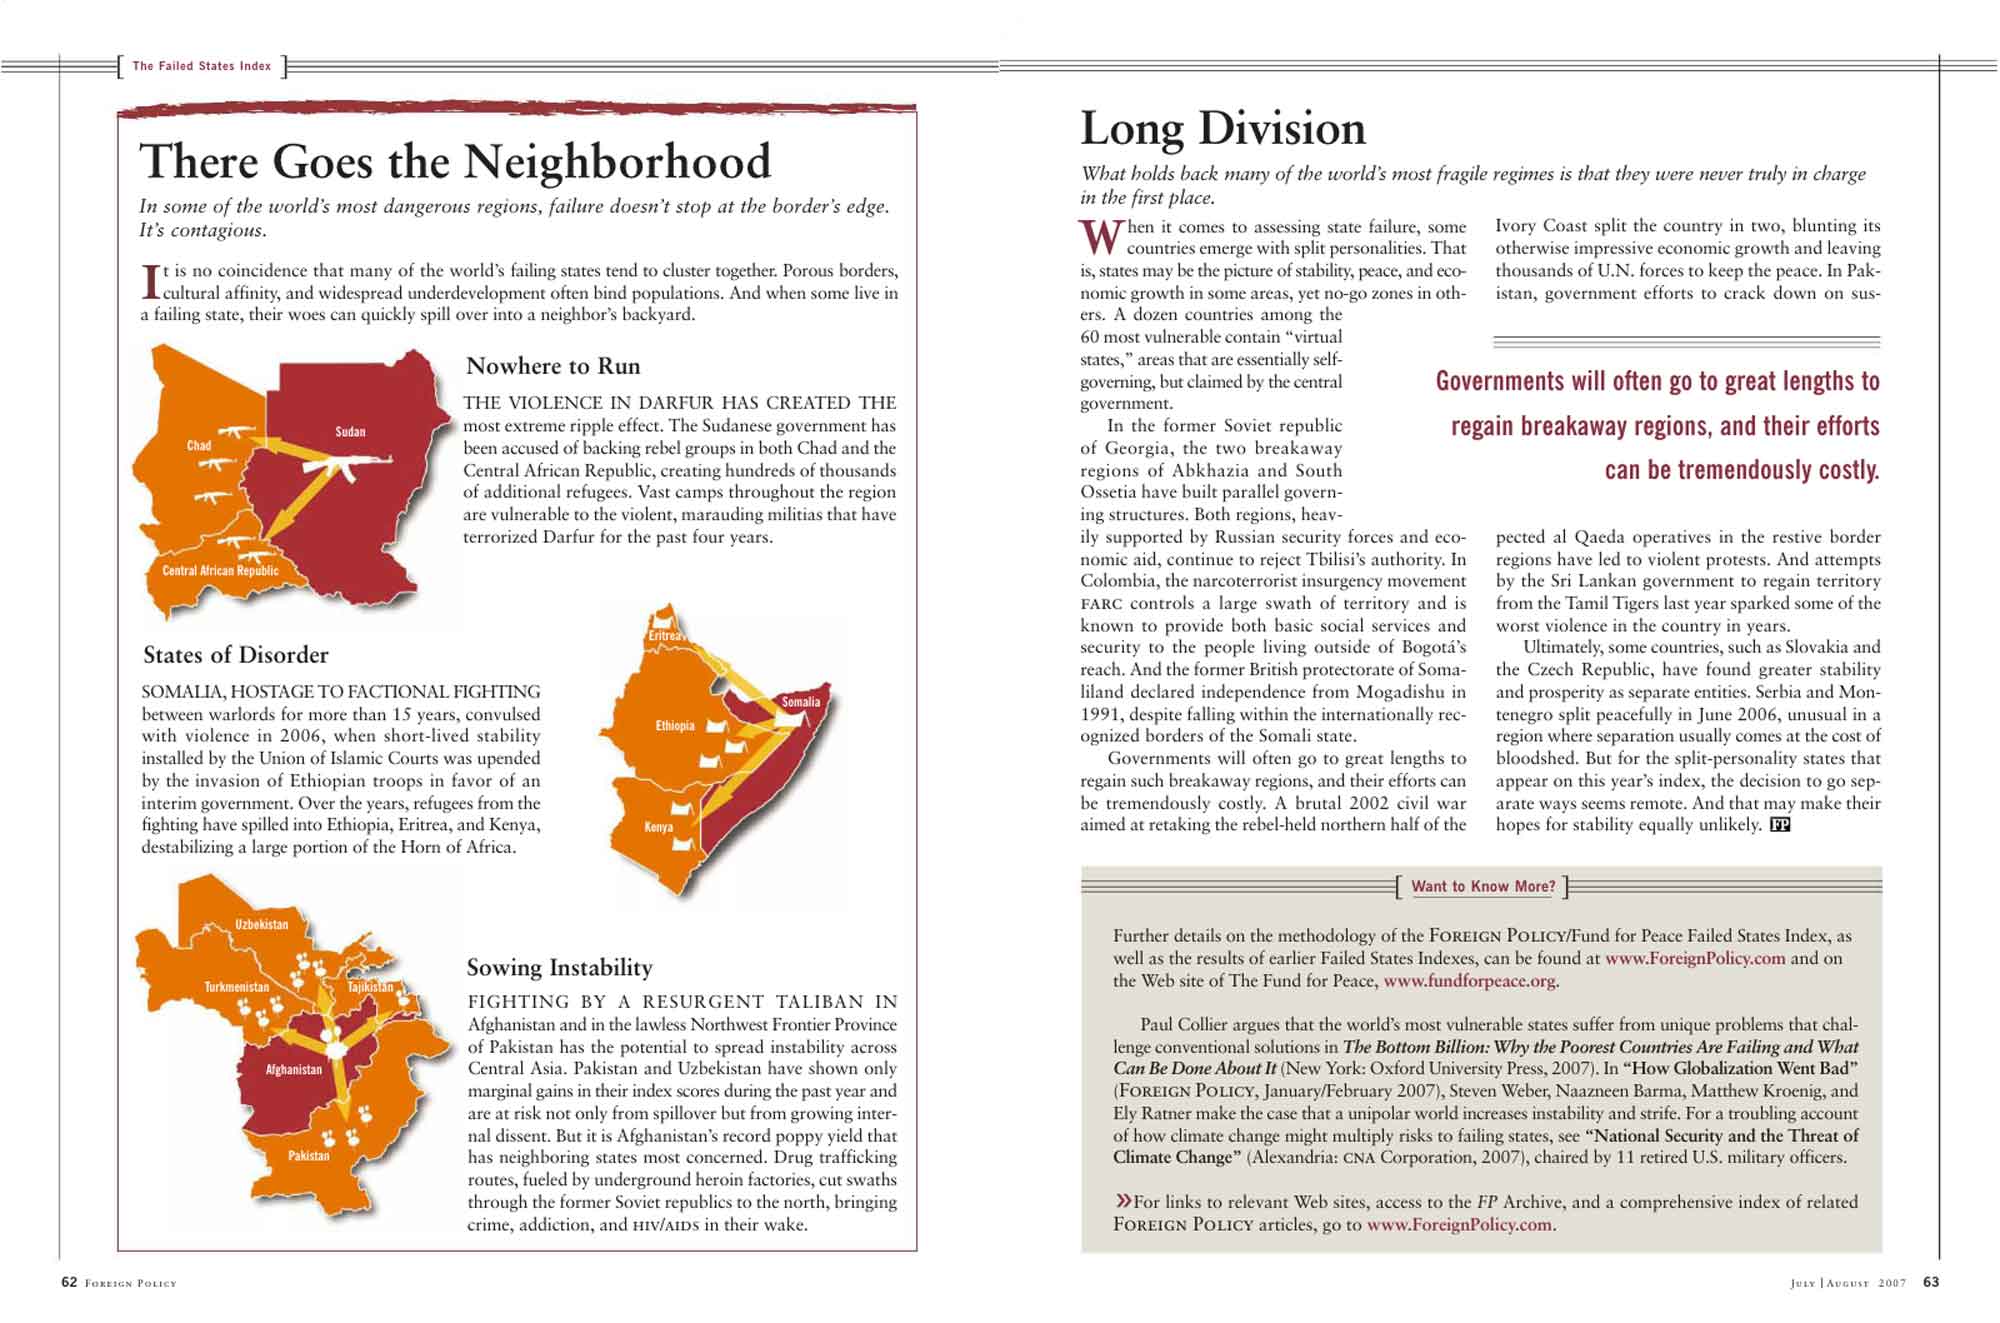 The Failed States Index
There Goes the Neighborhood
In some of the world's most dangerous regions, failure doesn't stop at the border's edge.
It's contagious.
It is no coincidence that many of the world's failing states tend to cluster together. Porous borders,
cultural affinity, and widespread underdevelopment often bind populations. And when some live in
a failing state, their woes can quickly spill over into a neighbor's backyard.
Chad
Sudan
Central African Republic
Nowhere to Run
THE VIOLENCE IN DARFUR HAS CREATED THE
most extreme ripple effect. The Sudanese government has
been accused of backing rebel groups in both Chad and the
Central African Republic, creating hundreds of thousands
of additional refugees. Vast camps throughout the region
are vulnerable to the violent, marauding militias that have
terrorized Darfur for the past four years.
States of Disorder
SOMALIA, HOSTAGE TO FACTIONAL FIGHTING
between warlords for more than 15 years, convulsed
with violence in 2006, when short-lived stability
installed by the Union of Islamic Courts was upended
by the invasion of Ethiopian troops in favor of an
interim government. Over the years, refugees from the
fighting have spilled into Ethiopia, Eritrea, and Kenya,
destabilizing a large portion of the Horn of Africa.
Eritrea
Somalia
Ethiopia
Kenya
Uzbekistan
Turkmenistan
Tajikistan
Afghanistan
Pakistan
Sowing Instability
FIGHTING BY A RESURGENT TALIBAN IN
Afghanistan and in the lawless Northwest Frontier Province
of Pakistan has the potential to spread instability across
Central Asia. Pakistan and Uzbekistan have shown only
marginal gains in their index scores during the past year and
are at risk not only from spillover but from growing inter-
nal dissent. But it is Afghanistan's record poppy yield that
has neighboring states most concerned. Drug trafficking
routes, fueled by underground heroin factories, cut swaths
through the former Soviet republics to the north, bringing
crime, addiction, and HIV/AIDS in their wake.
62 FOREIGN POLICY
Long Division
What holds back many of the world's most fragile regimes is that they were never truly in charge
in the first place.
When it comes to assessing state failure, some
countries emerge with split personalities. That
is, states may be the picture of stability, peace, and eco-
nomic growth in some areas, yet no-go zones in oth-
ers. A dozen countries among the
60 most vulnerable contain "virtual
states," areas that are essentially self-
governing, but claimed by the central
government.
In the former Soviet republic
of Georgia, the two breakaway
regions of Abkhazia and South
Ossetia have built parallel govern-
ing structures. Both regions, heav-
ily supported by Russian security forces and eco-
nomic aid, continue to reject Tbilisi's authority. In
Colombia, the narcoterrorist insurgency movement
FARC controls a large swath of territory and is
known to provide both basic social services and
security to the people living outside of Bogotá's
reach. And the former British protectorate of Soma-
liland declared independence from Mogadishu in
1991, despite falling within the internationally rec-
ognized borders of the Somali state.
Governments will often go to great lengths to
regain such breakaway regions, and their efforts can
be tremendously costly. A brutal 2002 civil war
aimed at retaking the rebel-held northern half of the
Ivory Coast split the country in two, blunting its
otherwise impressive economic growth and leaving
thousands of U.N. forces to keep the peace. In Pak-
istan, government efforts to crack down on sus-
Governments will often go to great lengths to
regain breakaway regions, and their efforts
can be tremendously costly.
pected al Qaeda operatives in the restive border
regions have led to violent protests. And attempts
by the Sri Lankan government to regain territory
from the Tamil Tigers last year sparked some of the
worst violence in the country in years.
Ultimately, some countries, such as Slovakia and
the Czech Republic, have found greater stability
and prosperity as separate entities. Serbia and Mon-
tenegro split peacefully in June 2006, unusual in a
region where separation usually comes at the cost of
bloodshed. But for the split-personality states that
appear on this year's index, the decision to go sep-
arate ways seems remote. And that may make their
hopes for stability equally unlikely. FP
Want to Know More?
Further details on the methodology of the FOREIGN POLICY/Fund for Peace Failed States Index, as
well as the results of earlier Failed States Indexes, can be found at www.ForeignPolicy.com and on
the Web site of The Fund for Peace, www.fundforpeace.org.
Paul Collier argues that the world's most vulnerable states suffer from unique problems that chal-
lenge conventional solutions in The Bottom Billion: Why the Poorest Countries Are Failing and What
Can Be Done About It (New York: Oxford University Press, 2007). In "How Globalization Went Bad"
(FOREIGN POLICY, January/February 2007), Steven Weber, Naazneen Barma, Matthew Kroenig, and
Ely Ratner make the case that a unipolar world increases instability and strife. For a troubling account
of how climate change might multiply risks to failing states, see "National Security and the Threat of
Climate Change" (Alexandria: CNA Corporation, 2007), chaired by 11 retired U.S. military officers.
»For links to relevant Web sites, access to the FP Archive, and a comprehensive index of related
FOREIGN POLICY articles, go to www.ForeignPolicy.com.
JULY | AUGUST 2007 63